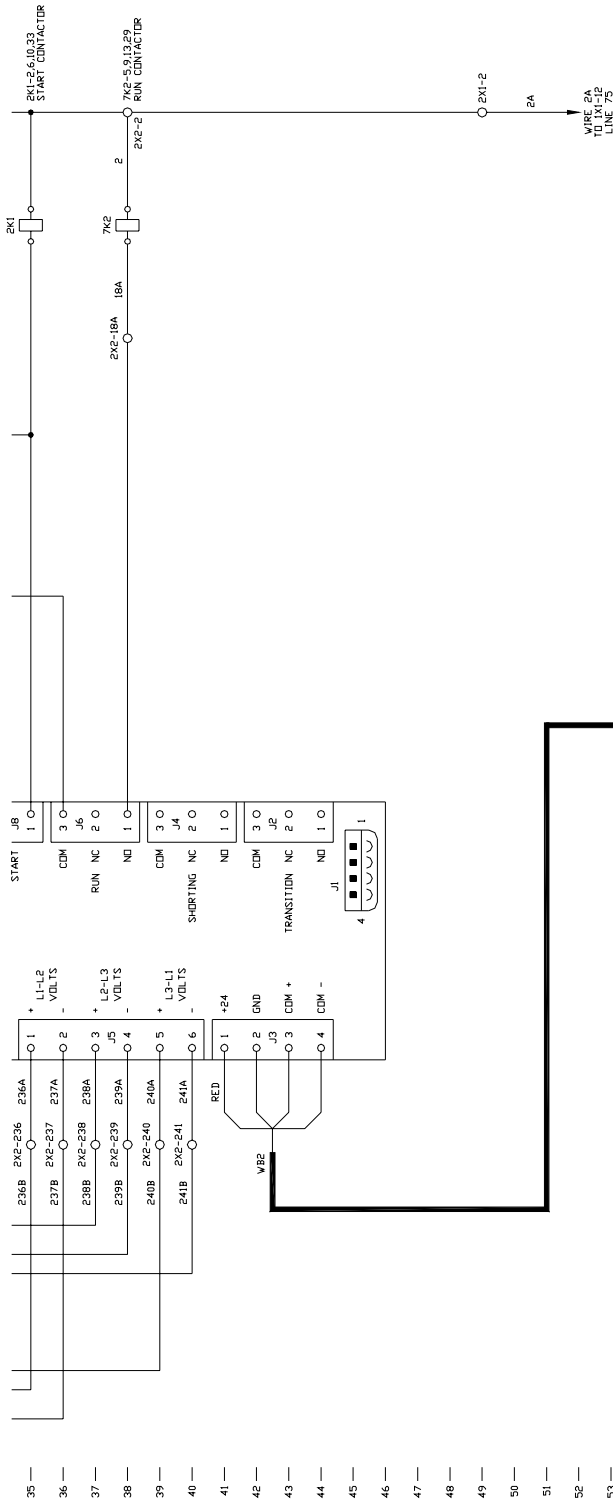 START
J8
2K1
2K1-2,6,10,33
START CONTACTOR
35
236B
2X2-236
236A
1
+
L1-L2
VOLTS
1
36
237B
2X2-237
237A
2
-
COM
3
37
238B
2X2-238
238A
3
+
L2-L3
VOLTS
J5
RUN
NC
2
J6
7K2
2
7K2-5,9,13,29
RUN CONTACTOR
38
239B
2X2-239
239A
4
-
NO
1
2X2-18A
18A
2X2-2
39
240B
2X2-240
240A
5
+
L3-L1
VOLTS
COM
3
J4
40
241B
2X2-241
241A
6
-
SHORTING
NC
2
41
RED
1
+24
NO
1
42
WB2
2
GND
COM
3
J2
J3
43
3
COM +
TRANSITION
NC
2
44
4
COM -
NO
1
45
J1
4
1
46
47
48
49
2X1-2
50
2A
51
52
WIRE 2A
TO 1X1-12
LINE 75
53